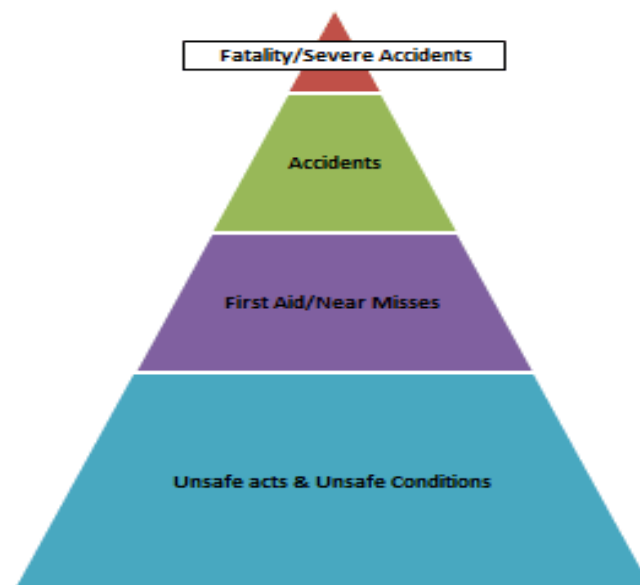 Fatality/Severe Accidents
Accidents
First Aid/Near Misses
Unsafe acts & Unsafe Conditions